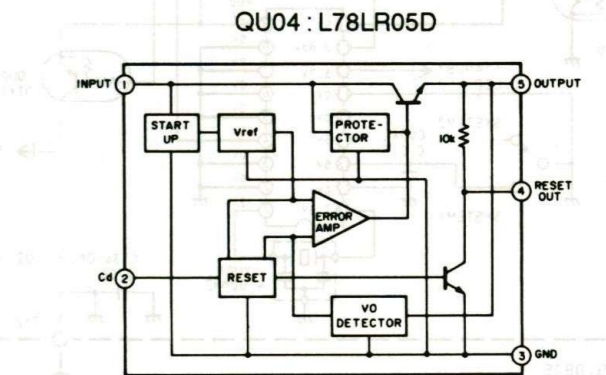 QU04 : L78LR05D
INPUT 1
5 OUTPUT
START UP
Vref
PROTE-CTOR
10k
4 RESET OUT
ERROR AMP
Cd 2
RESET
VO DETECTOR
3 GND